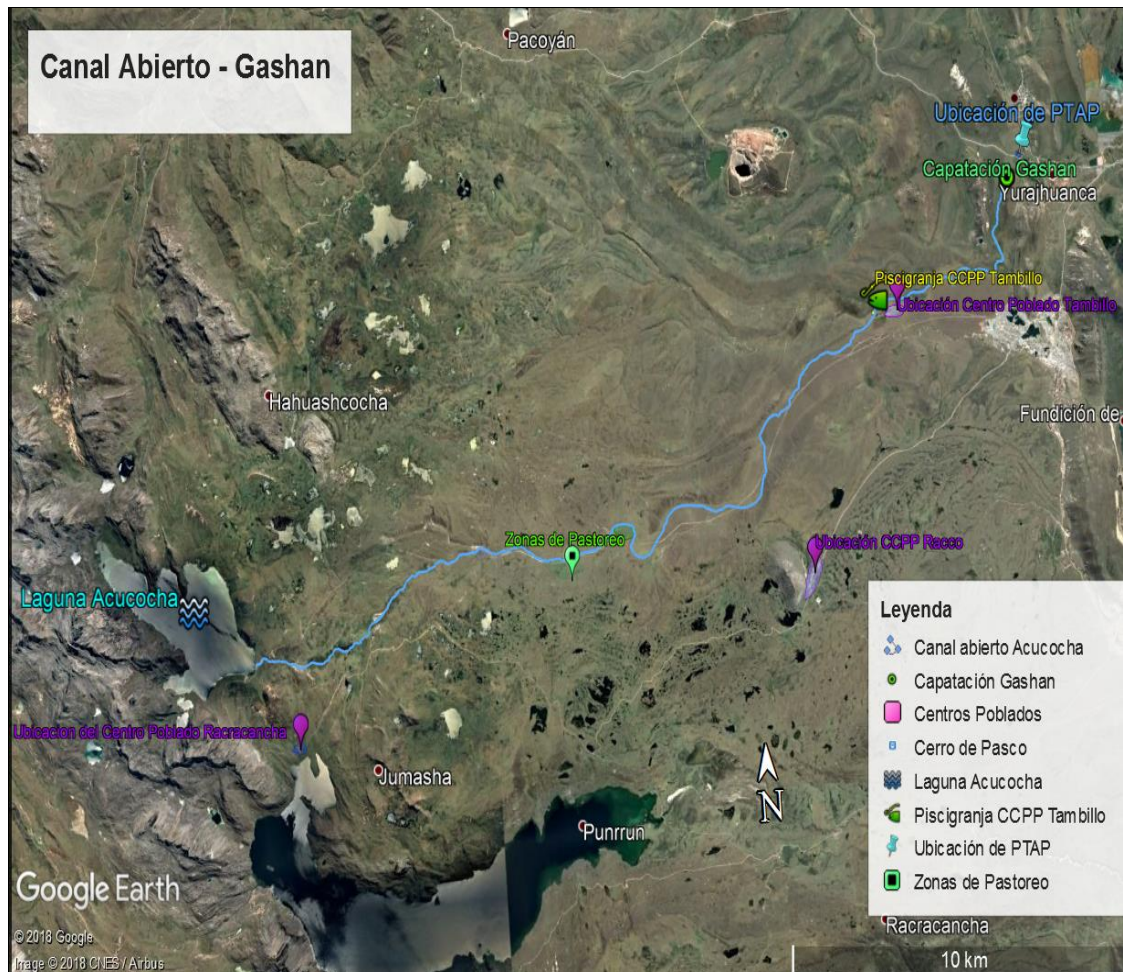 Canal Abierto - Gashan
Pacoyán
Ubicación de PTAP
Capatación Gashan
Yurajhuanca
Piscigranja CCPP Tambillo
Ubicación Centro Poblado Tambillo
Hahuashcocha
Fundición de
Zonas de Pastoreo
Ubicación CCPP Racco
Laguna Acucocha
Ubicacion del Centro Poblado Racracancha
Jumasha
Punrrun
N
Leyenda
Canal abierto Acucocha
Capatación Gashan
Centros Poblados
Cerro de Pasco
Laguna Acucocha
Piscigranja CCPP Tambillo
Ubicación de PTAP
Zonas de Pastoreo
Racracancha
Google Earth
© 2018 Google
Image © 2018 CNES / Airbus
10 km